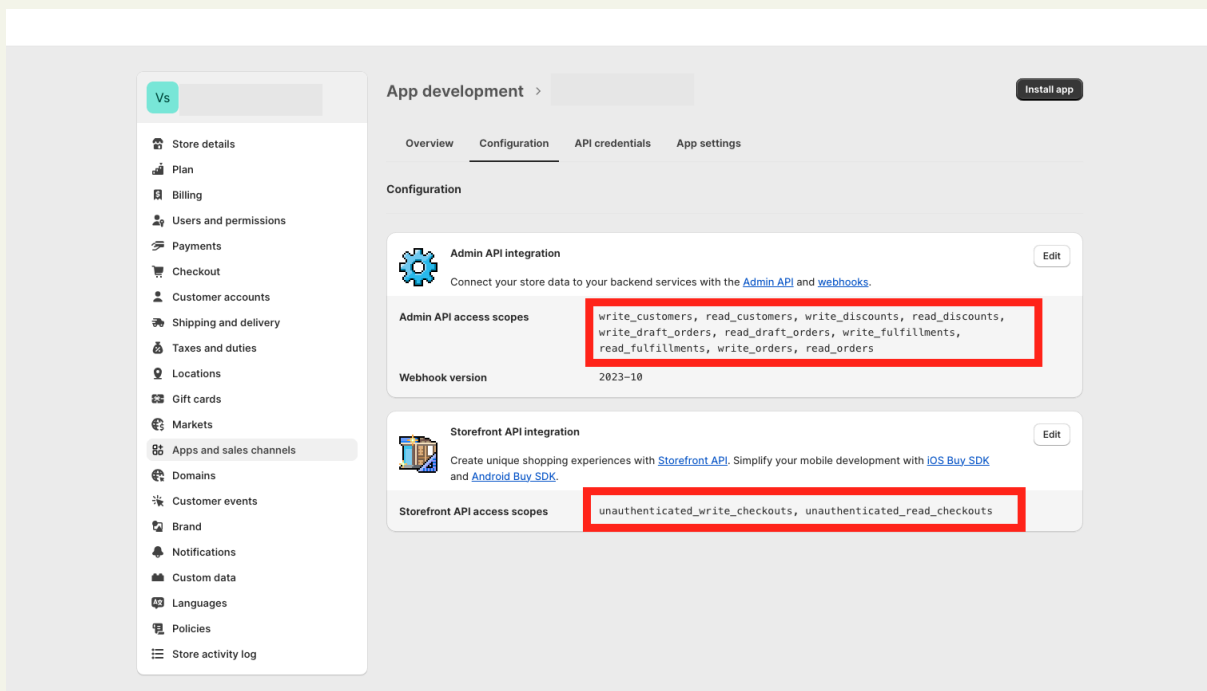 Vs
Store details
Plan
Billing
Users and permissions
Payments
Checkout
Customer accounts
Shipping and delivery
Taxes and duties
Locations
Gift cards
Markets
Apps and sales channels
Domains
Customer events
Brand
Notifications
Custom data
Languages
Policies
Store activity log
App development >
Install app
Overview Configuration API credentials App settings
Configuration
Admin API integration
Edit
Connect your store data to your backend services with the Admin API and webhooks.
Admin API access scopes
write_customers, read_customers, write_discounts, read_discounts,
write_draft_orders, read_draft_orders, write_fulfillments,
read_fulfillments, write_orders, read_orders
Webhook version
2023-10
Storefront API integration
Edit
Create unique shopping experiences with Storefront API. Simplify your mobile development with iOS Buy SDK
and Android Buy SDK.
Storefront API access scopes
unauthenticated_write_checkouts, unauthenticated_read_checkouts